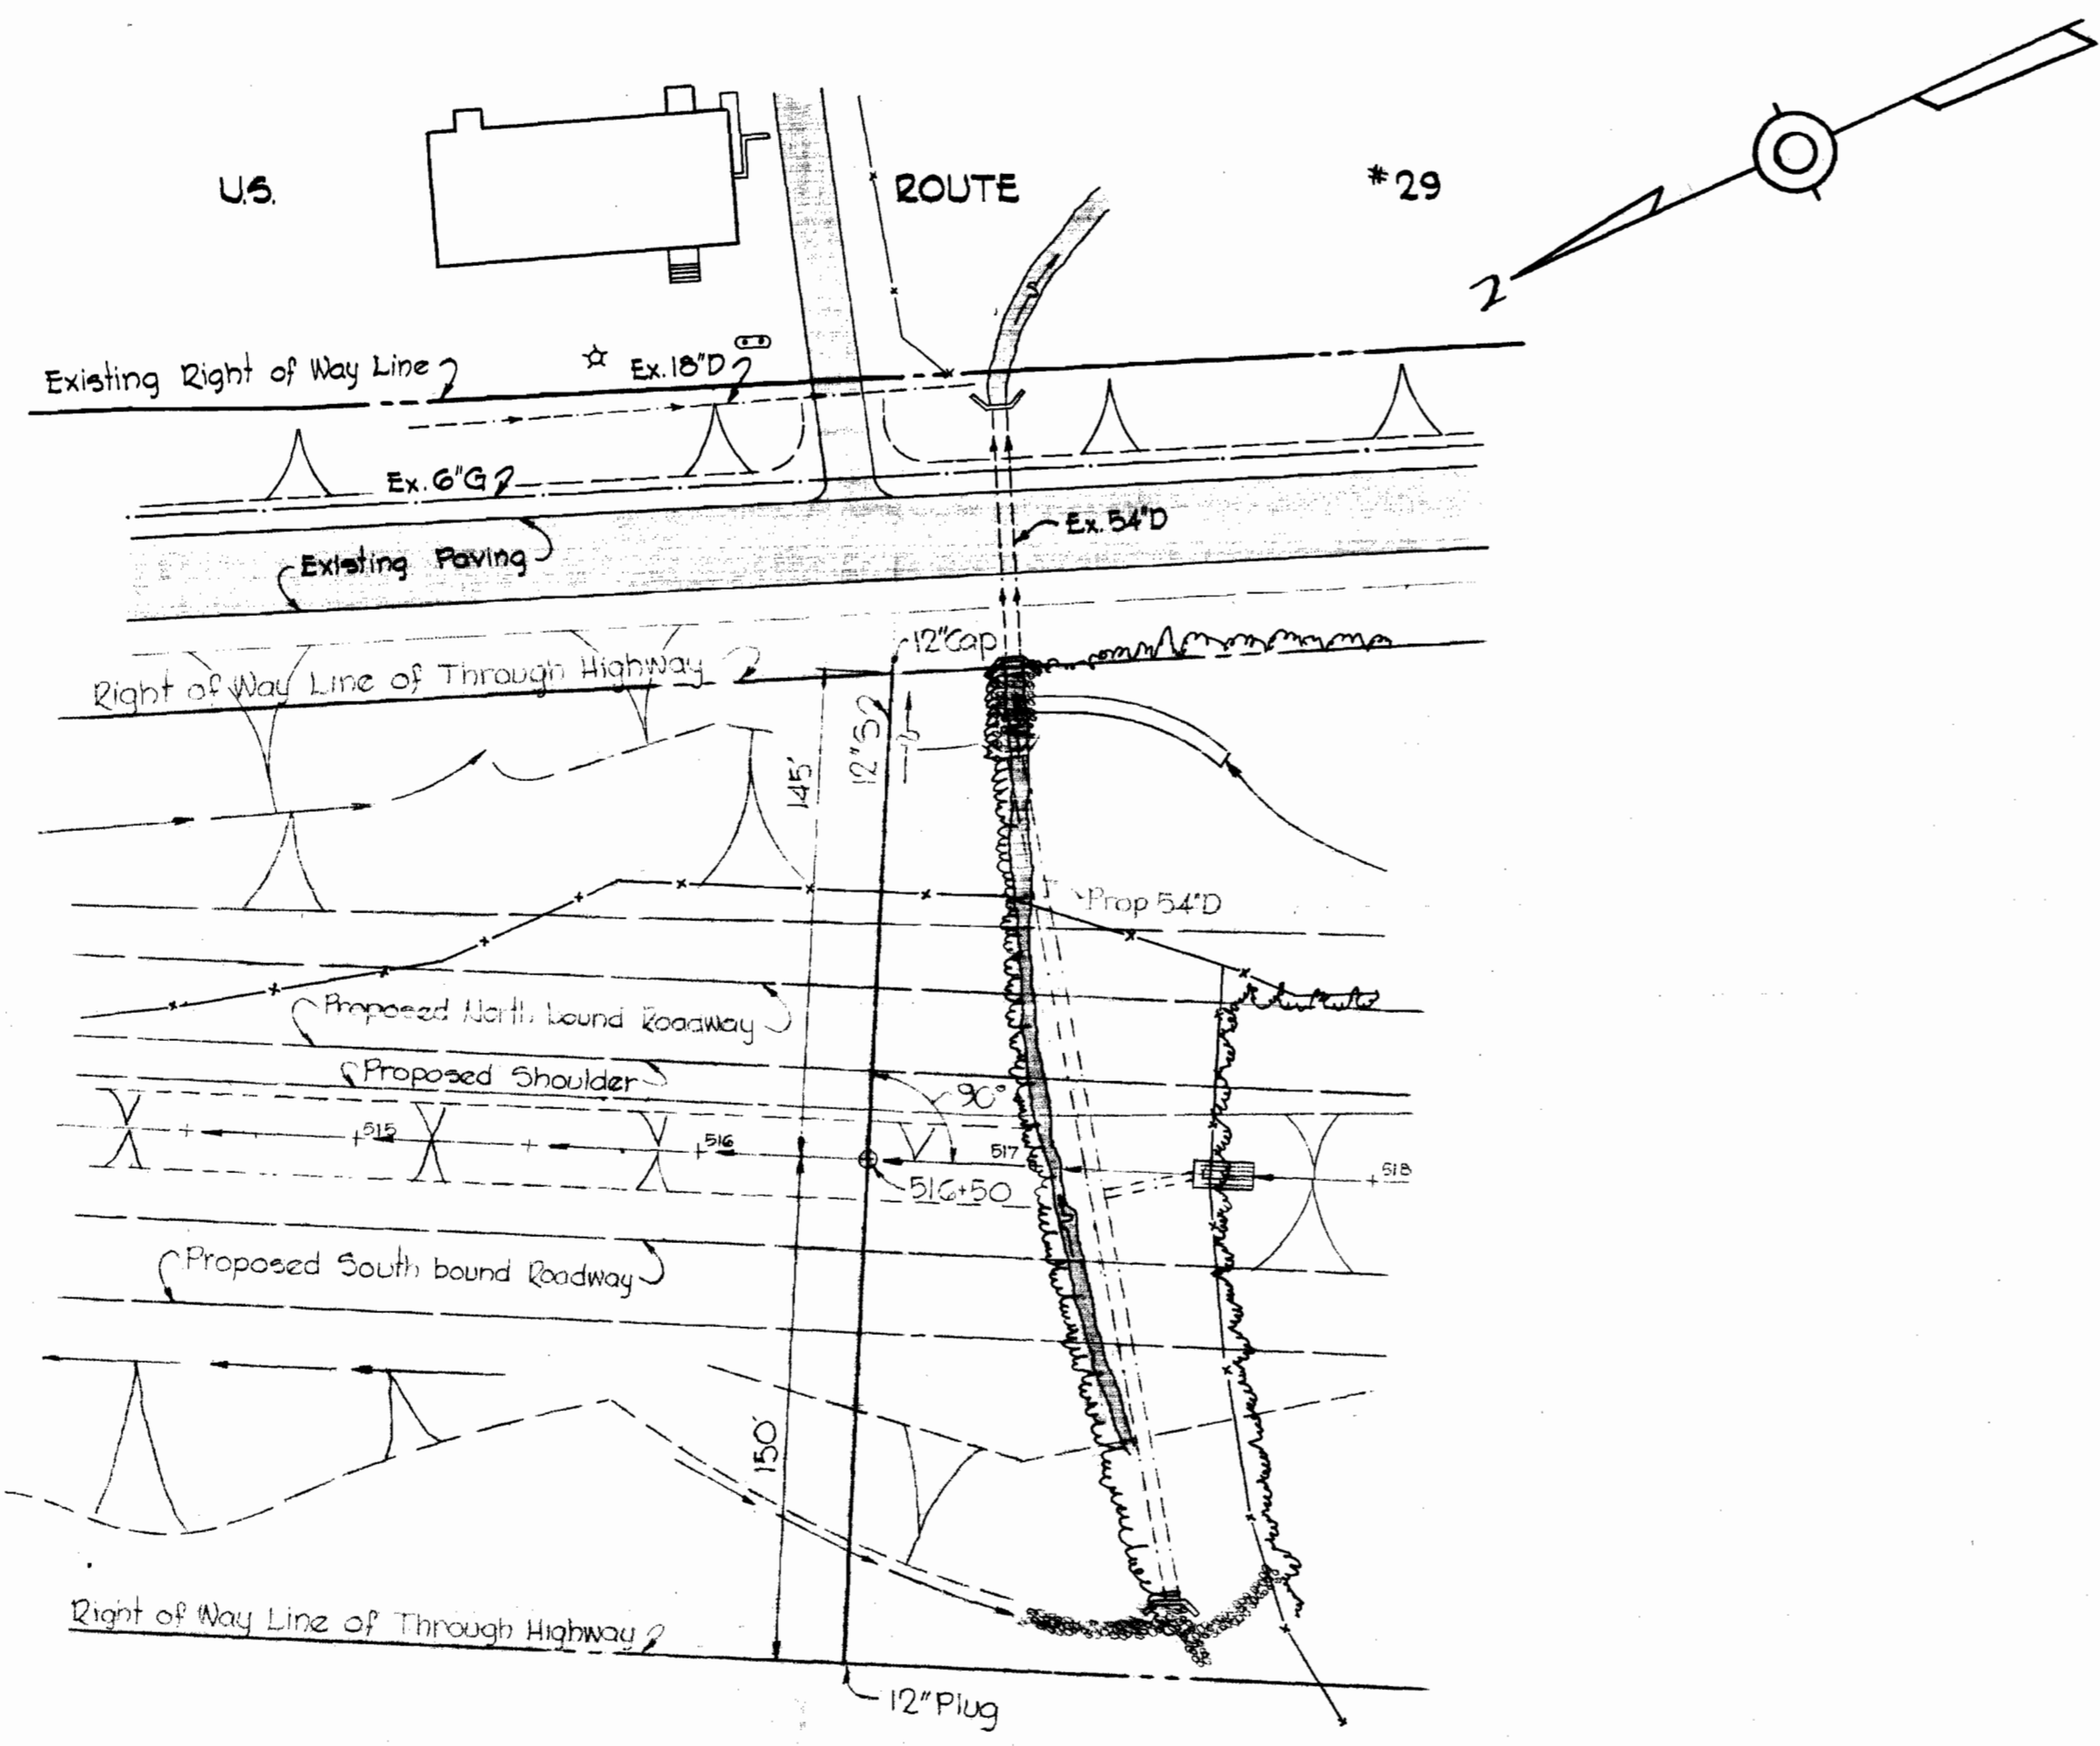 U.S.
ROUTE
#29
N
Existing Right of Way Line
Ex. 18"D
Ex. 6"G
Ex. 54"D
Existing Paving
12"Cap
Right of Way Line of Through Highway
12"S
145'
Prop 54"D
Proposed North bound Roadway
Proposed Shoulder
90°
515
516
517
518
516+50
Proposed South bound Roadway
150'
Right of Way Line of Through Highway
12"Plug